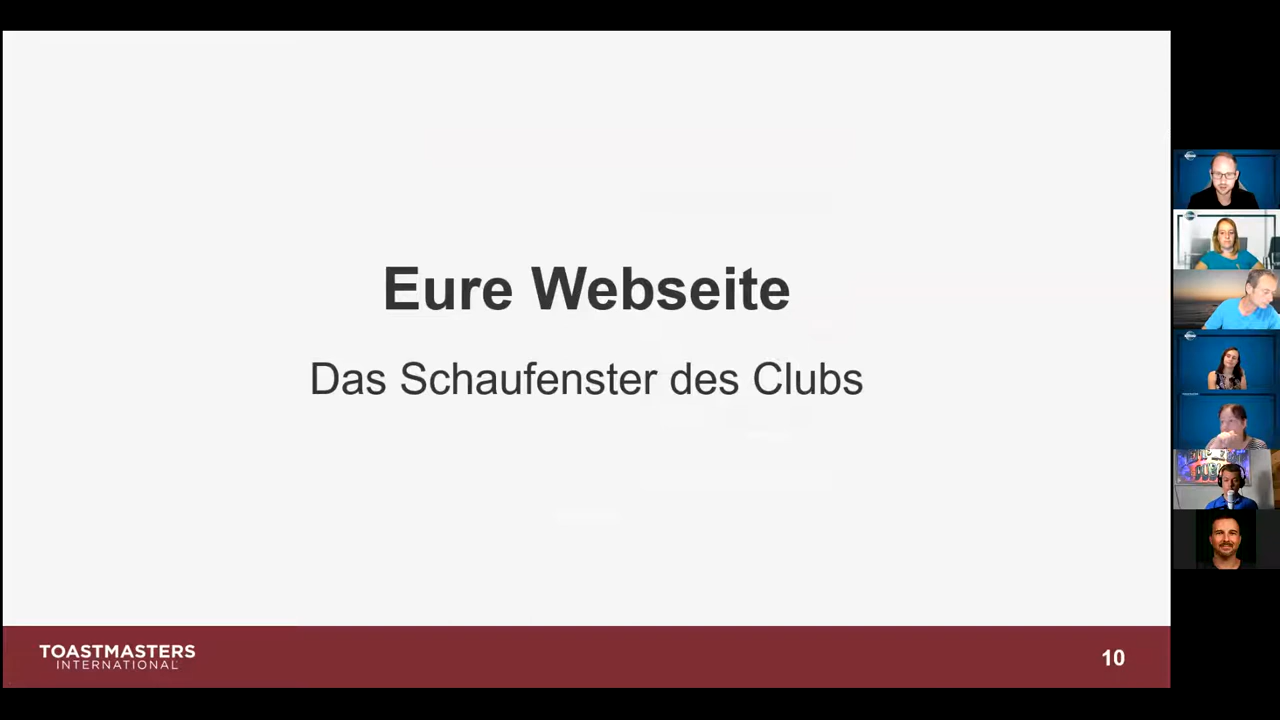 Eure Webseite
Das Schaufenster des Clubs
TOASTMASTERS
INTERNATIONAL
10